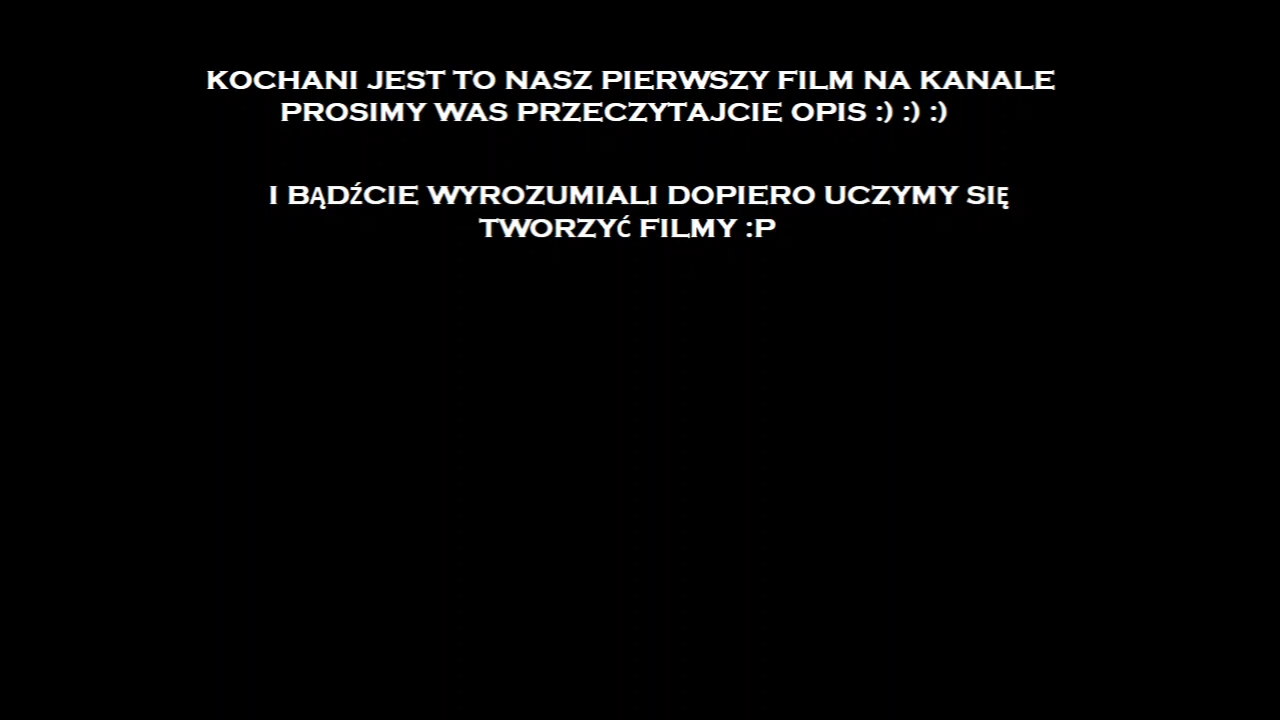 KOCHANI JEST TO NASZ PIERWSZY FILM NA KANALE
PROSIMY WAS PRZECZYTAJCIE OPIS :) :) :)
I BĄDŹCIE WYROZUMIALI DOPIERO UCZYMY SIĘ
TWORZYĆ FILMY :P